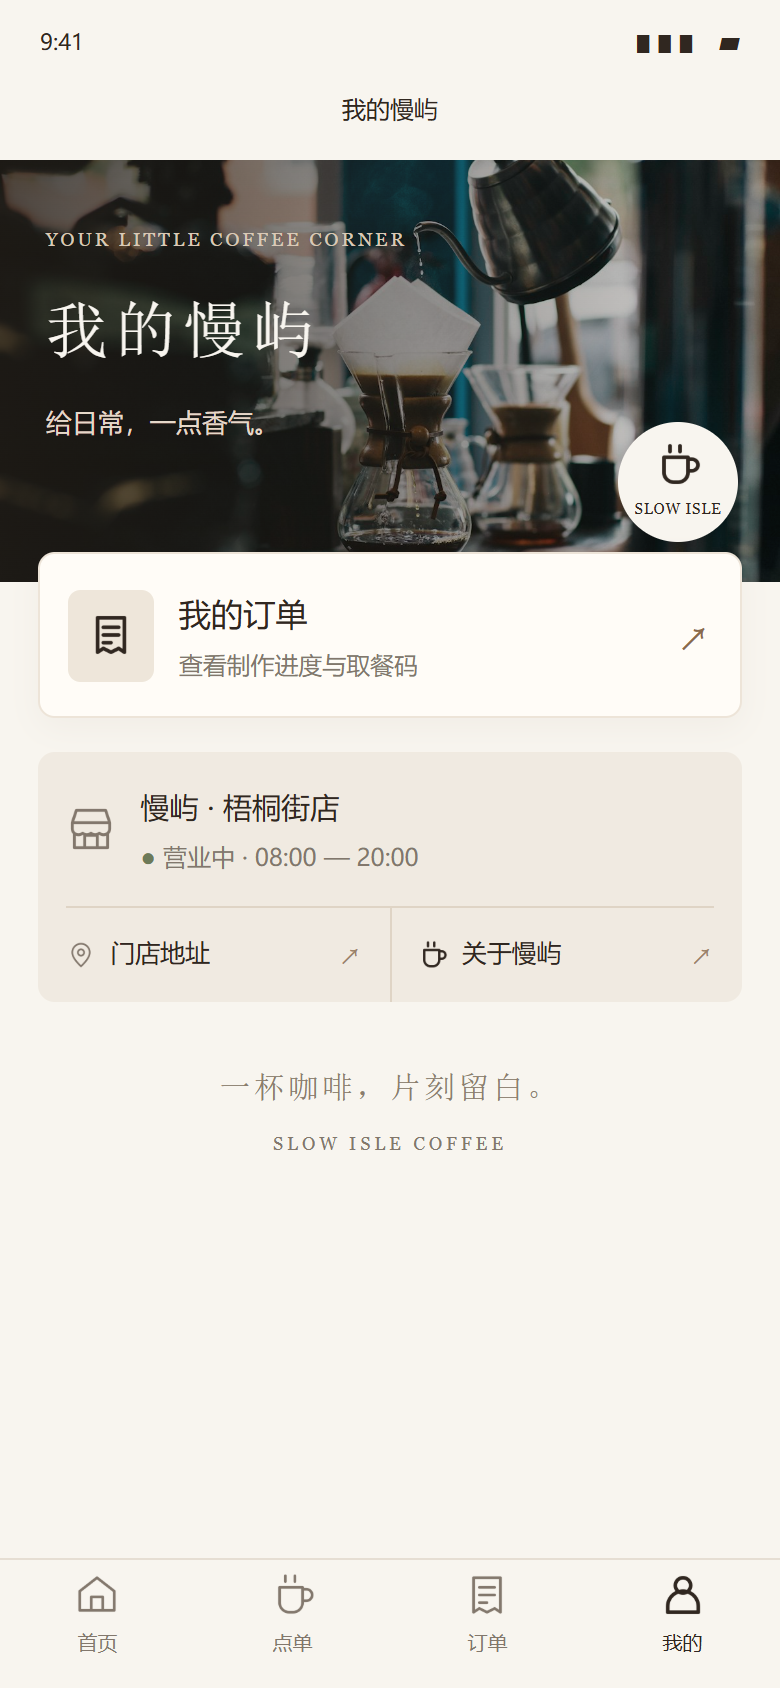 9:41
我的慢屿
YOUR LITTLE COFFEE CORNER
我的慢屿
给日常，一点香气。
SLOW ISLE
我的订单
查看制作进度与取餐码
慢屿 · 梧桐街店
营业中 · 08:00 — 20:00
门店地址
关于慢屿
一杯咖啡，片刻留白。
SLOW ISLE COFFEE
首页
点单
订单
我的